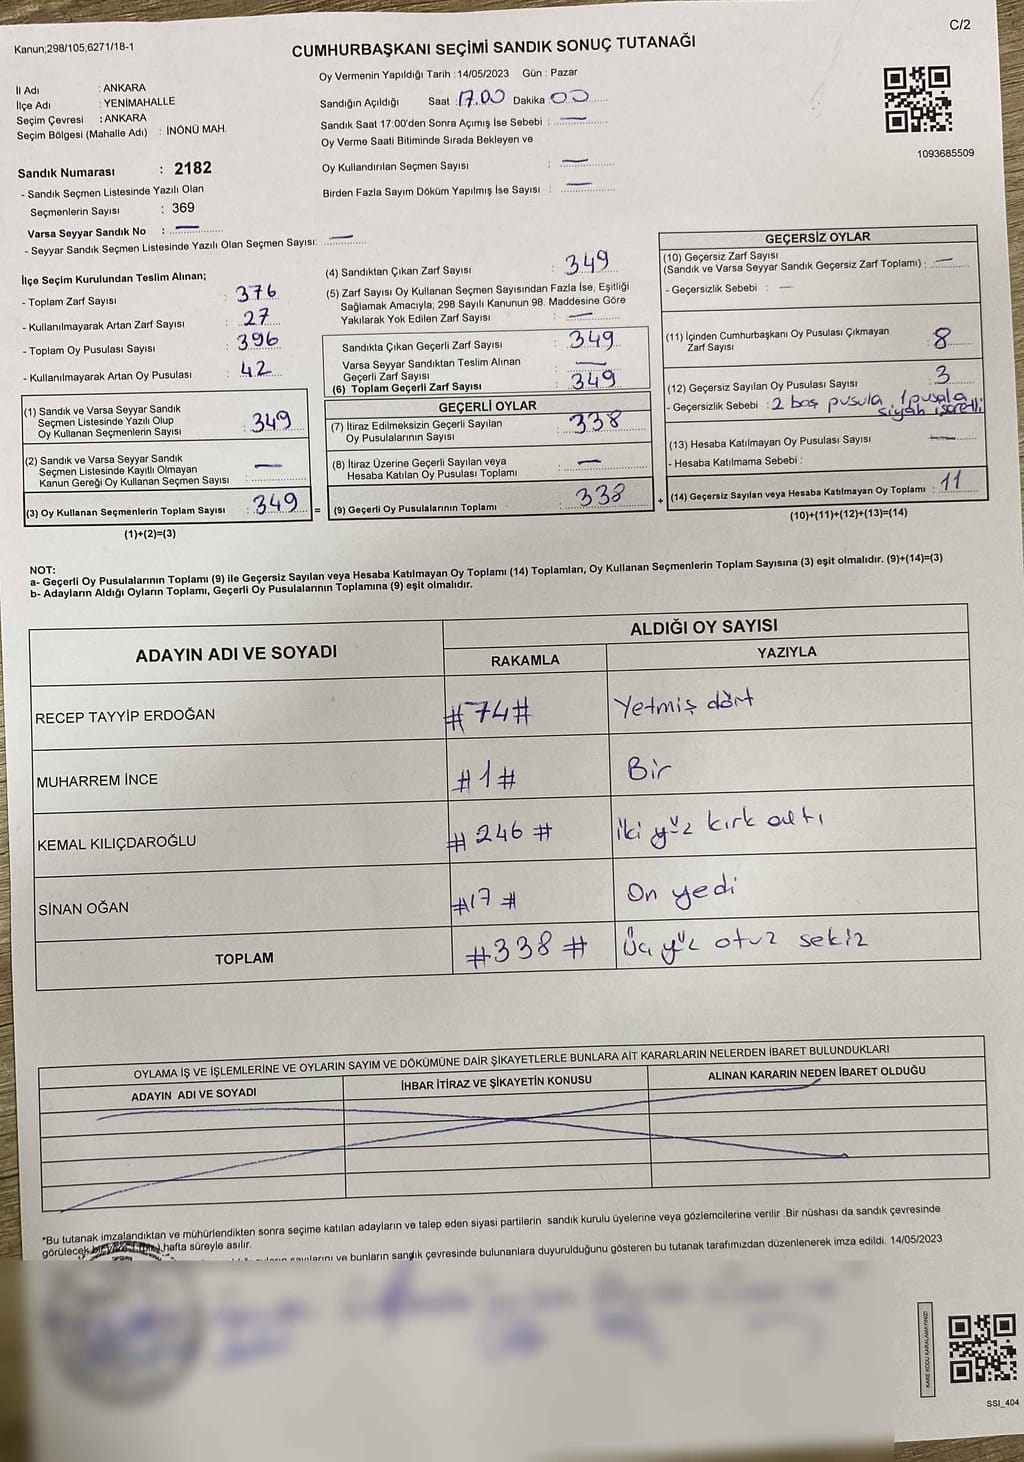 Kanun;298/105,6271/18-1
C/2
CUMHURBAŞKANI SEÇİMİ SANDIK SONUÇ TUTANAĞI
İl Adı : ANKARA
İlçe Adı : YENİMAHALLE
Seçim Çevresi : ANKARA
Seçim Bölgesi (Mahalle Adı) : İNÖNÜ MAH.
Sandık Numarası : 2182
- Sandık Seçmen Listesinde Yazılı Olan
Seçmenlerin Sayısı : 369
Varsa Seyyar Sandık No : —
- Seyyar Sandık Seçmen Listesinde Yazılı Olan Seçmen Sayısı: —
Oy Vermenin Yapıldığı Tarih : 14/05/2023 Gün : Pazar
Sandığın Açıldığı Saat : 17.00 Dakika : 00
Sandık Saat 17:00'den Sonra Açımış İse Sebebi : —
Oy Verme Saati Bitiminde Sırada Bekleyen ve
Oy Kullandırılan Seçmen Sayısı : —
Birden Fazla Sayım Döküm Yapılmış İse Sayısı : —
1093685509
İlçe Seçim Kurulundan Teslim Alınan;
- Toplam Zarf Sayısı : 376
- Kullanılmayarak Artan Zarf Sayısı : 27
- Toplam Oy Pusulası Sayısı : 396
- Kullanılmayarak Artan Oy Pusulası : 42
(1) Sandık ve Varsa Seyyar Sandık
Seçmen Listesinde Yazılı Olup
Oy Kullanan Seçmenlerin Sayısı : 349
(2) Sandık ve Varsa Seyyar Sandık
Seçmen Listesinde Kayıtlı Olmayan
Kanun Gereği Oy Kullanan Seçmen Sayısı : —
(3) Oy Kullanan Seçmenlerin Toplam Sayısı : 349 =
(1)+(2)=(3)
(4) Sandıktan Çıkan Zarf Sayısı : 349
(5) Zarf Sayısı Oy Kullanan Seçmen Sayısından Fazla İse, Eşitliği
Sağlamak Amacıyla; 298 Sayılı Kanunun 98. Maddesine Göre
Yakılarak Yok Edilen Zarf Sayısı : —
Sandıkta Çıkan Geçerli Zarf Sayısı : 349
Varsa Seyyar Sandıktan Teslim Alınan
Geçerli Zarf Sayısı : —
(6) Toplam Geçerli Zarf Sayısı : 349
GEÇERLİ OYLAR
(7) İtiraz Edilmeksizin Geçerli Sayılan
Oy Pusulalarının Sayısı : 338
(8) İtiraz Üzerine Geçerli Sayılan veya
Hesaba Katılan Oy Pusulası Toplamı : —
(9) Geçerli Oy Pusulalarının Toplamı : 338 +
GEÇERSİZ OYLAR
(10) Geçersiz Zarf Sayısı
(Sandık ve Varsa Seyyar Sandık Geçersiz Zarf Toplamı) : —
- Geçersizlik Sebebi : —
(11) İçinden Cumhurbaşkanı Oy Pusulası Çıkmayan
Zarf Sayısı : 8
(12) Geçersiz Sayılan Oy Pusulası Sayısı : 3
- Geçersizlik Sebebi : 2 boş pusula, 1 pusala
siyah işaretli
(13) Hesaba Katılmayan Oy Pusulası Sayısı : —
- Hesaba Katılmama Sebebi :
(14) Geçersiz Sayılan veya Hesaba Katılmayan Oy Toplamı : 11
(10)+(11)+(12)+(13)=(14)
NOT:
a- Geçerli Oy Pusulalarının Toplamı (9) ile Geçersiz Sayılan veya Hesaba Katılmayan Oy Toplamı (14) Toplamları, Oy Kullanan Seçmenlerin Toplam Sayısına (3) eşit olmalıdır. (9)+(14)=(3)
b- Adayların Aldığı Oyların Toplamı, Geçerli Oy Pusulalarının Toplamına (9) eşit olmalıdır.
ADAYIN ADI VE SOYADI
ALDIĞI OY SAYISI
RAKAMLA YAZIYLA
RECEP TAYYİP ERDOĞAN #74# Yetmiş dört
MUHARREM İNCE #1# Bir
KEMAL KILIÇDAROĞLU #246# iki yüz kırk altı
SİNAN OĞAN #17# On yedi
TOPLAM #338# Üç yüz otuz sekiz
OYLAMA İŞ VE İŞLEMLERİNE VE OYLARIN SAYIM VE DÖKÜMÜNE DAİR ŞİKAYETLERLE BUNLARA AİT KARARLARIN NELERDEN İBARET BULUNDUKLARI
ADAYIN ADI VE SOYADI İHBAR İTİRAZ VE ŞİKAYETİN KONUSU ALINAN KARARIN NEDEN İBARET OLDUĞU
*Bu tutanak imzalandıktan ve mühürlendikten sonra seçime katılan adayların ve talep eden siyasi partilerin sandık kurulu üyelerine veya gözlemcilerine verilir .Bir nüshası da sandık çevresinde
görülecek bir yere (1) hafta süreyle asılır.
sayılarını ve bunların sandık çevresinde bulunanlara duyurulduğunu gösteren bu tutanak tarafımızdan düzenlenerek imza edildi. 14/05/2023
KARE KODU KARALAMAYINIZ!
SSI_404